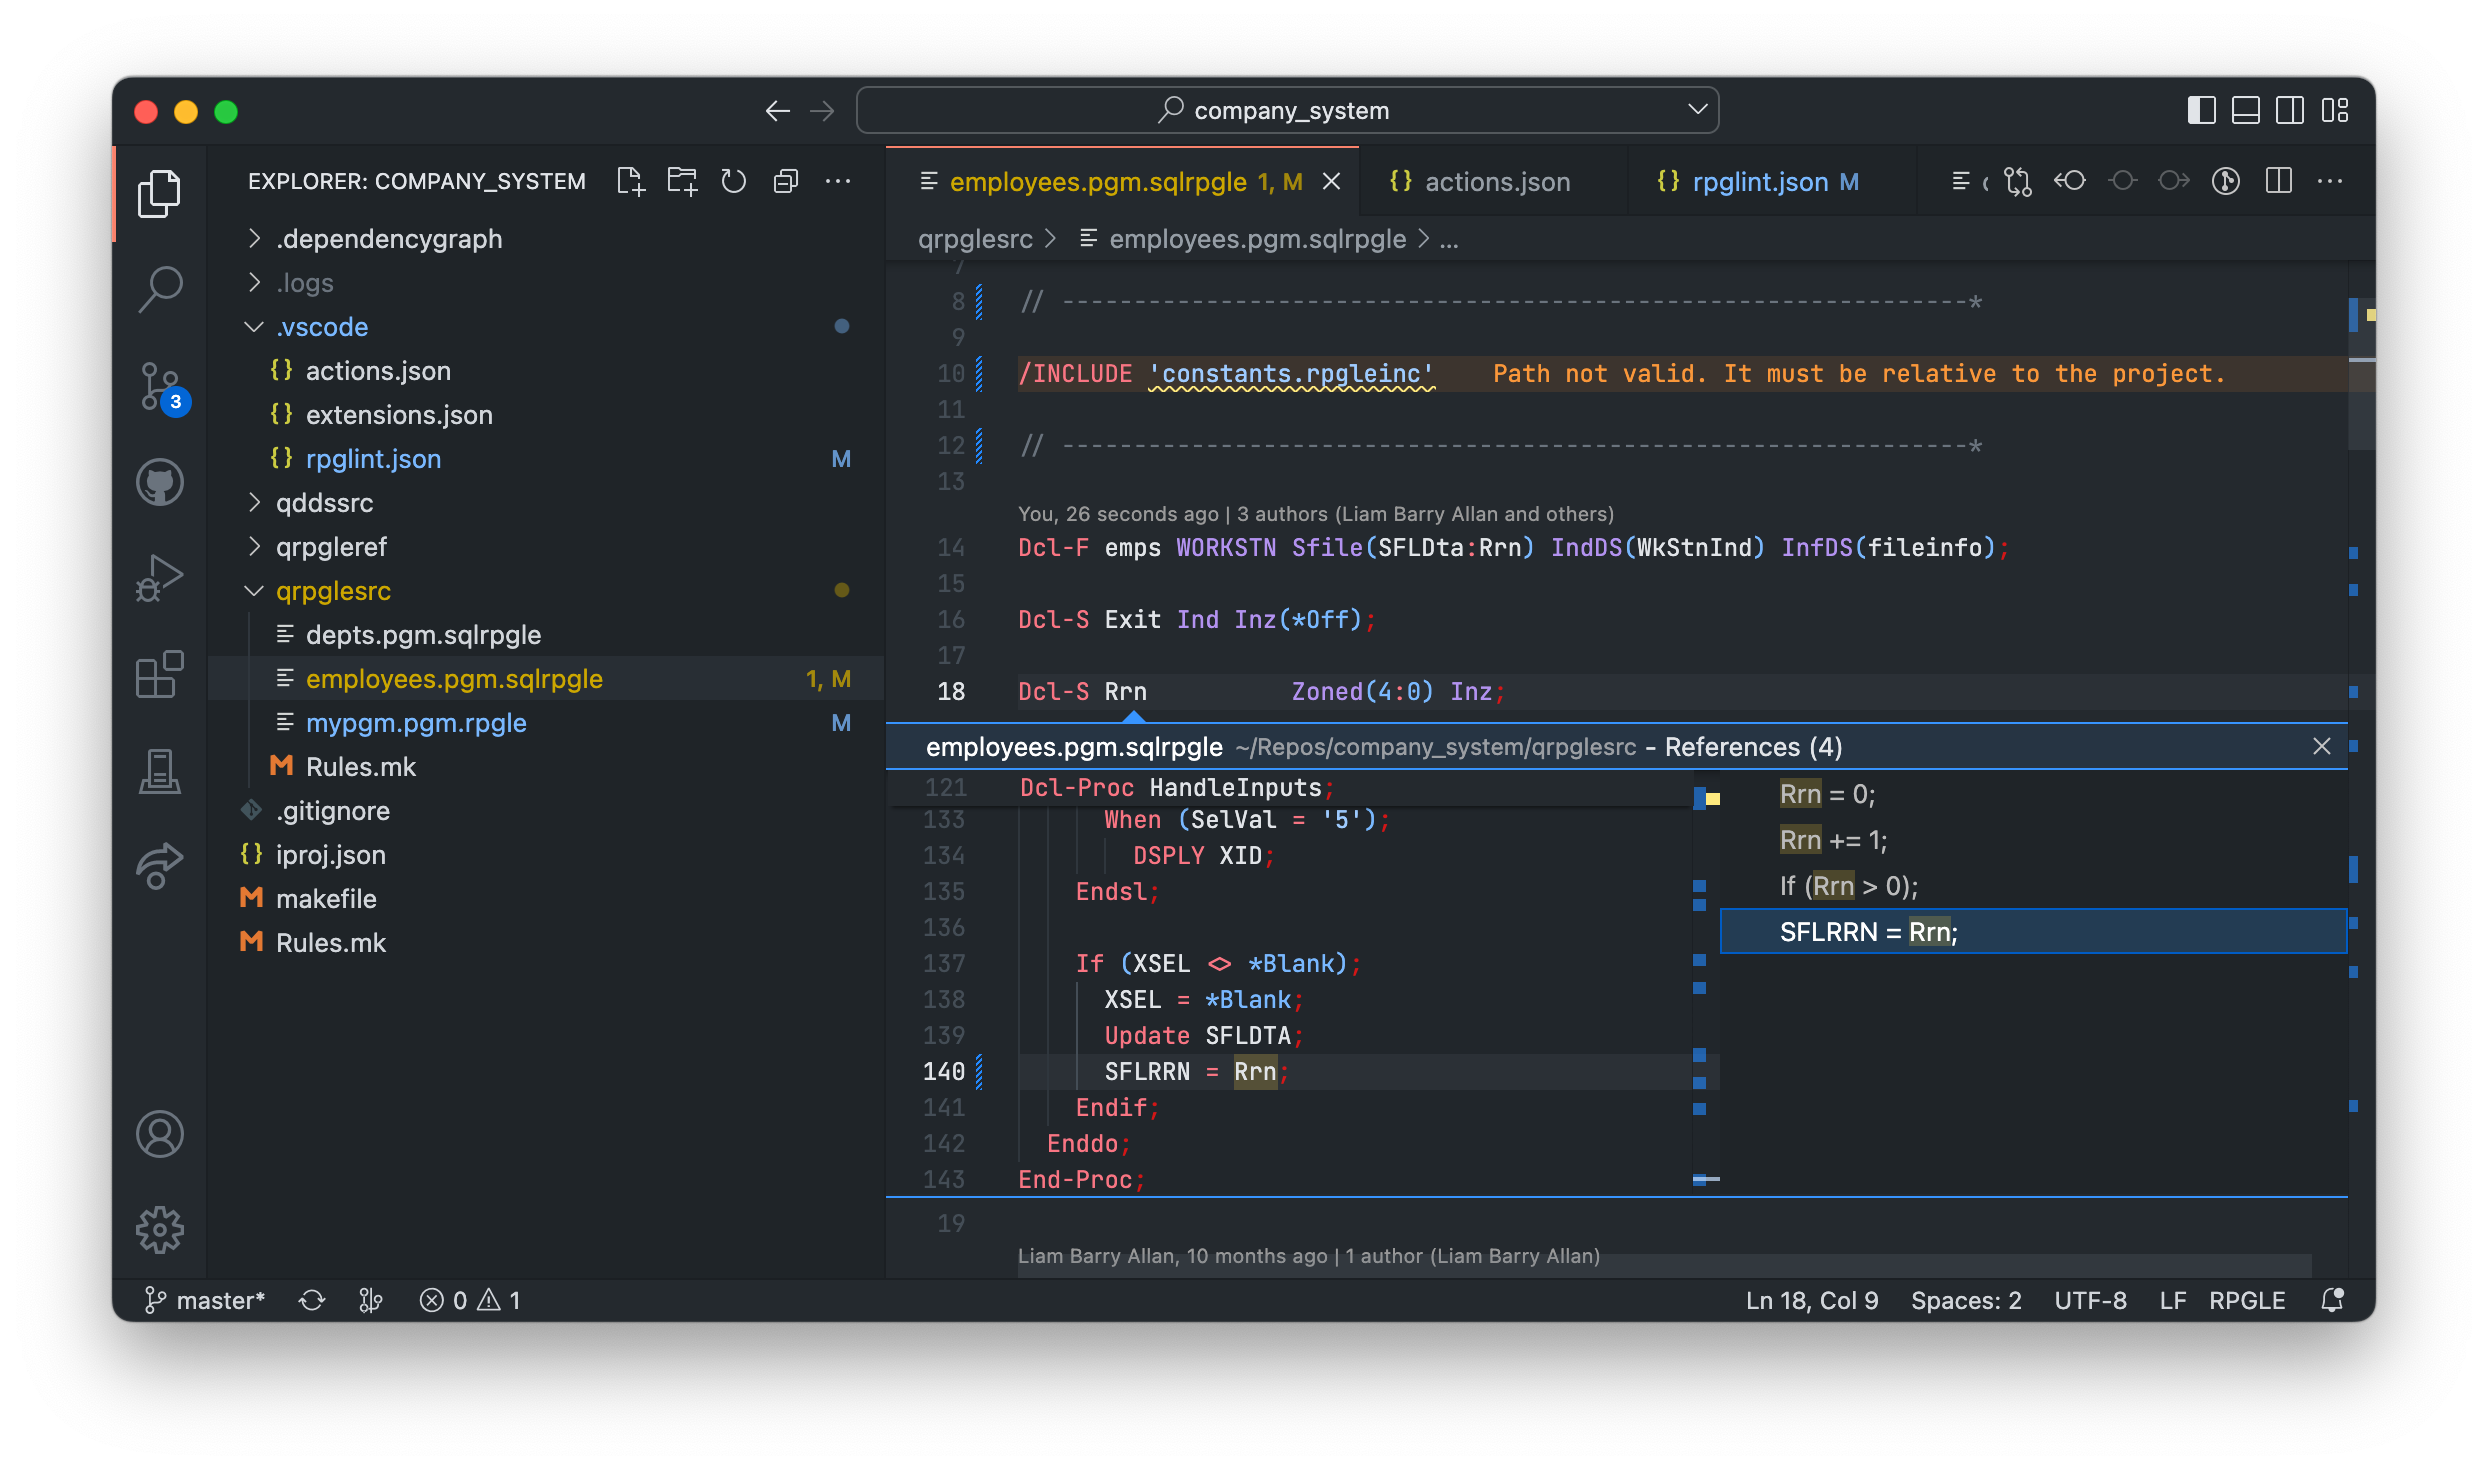 company_system
EXPLORER: COMPANY_SYSTEM
.dependencygraph
.logs
.vscode
{} actions.json
{} extensions.json
{} rpglint.json M
qddssrc
qrpgleref
qrpglesrc
depts.pgm.sqlrpgle
employees.pgm.sqlrpgle 1, M
mypgm.pgm.rpgle M
M Rules.mk
.gitignore
{} iproj.json
M makefile
M Rules.mk
3
employees.pgm.sqlrpgle 1, M
{} actions.json
{} rpglint.json M
qrpglesrc > employees.pgm.sqlrpgle > ...
7
8 // ---------------------------------------------------------------*
9
10 /INCLUDE 'constants.rpgleinc' Path not valid. It must be relative to the project.
11
12 // ---------------------------------------------------------------*
13
You, 26 seconds ago | 3 authors (Liam Barry Allan and others)
14 Dcl-F emps WORKSTN Sfile(SFLDta:Rrn) IndDS(WkStnInd) InfDS(fileinfo);
15
16 Dcl-S Exit Ind Inz(*Off);
17
18 Dcl-S Rrn Zoned(4:0) Inz;
employees.pgm.sqlrpgle ~/Repos/company_system/qrpglesrc - References (4)
121 Dcl-Proc HandleInputs;
133 When (SelVal = '5');
134 DSPLY XID;
135 Endsl;
136
137 If (XSEL <> *Blank);
138 XSEL = *Blank;
139 Update SFLDTA;
140 SFLRRN = Rrn;
141 Endif;
142 Enddo;
143 End-Proc;
Rrn = 0;
Rrn += 1;
If (Rrn > 0);
SFLRRN = Rrn;
19
Liam Barry Allan, 10 months ago | 1 author (Liam Barry Allan)
master* 0 1 Ln 18, Col 9 Spaces: 2 UTF-8 LF RPGLE